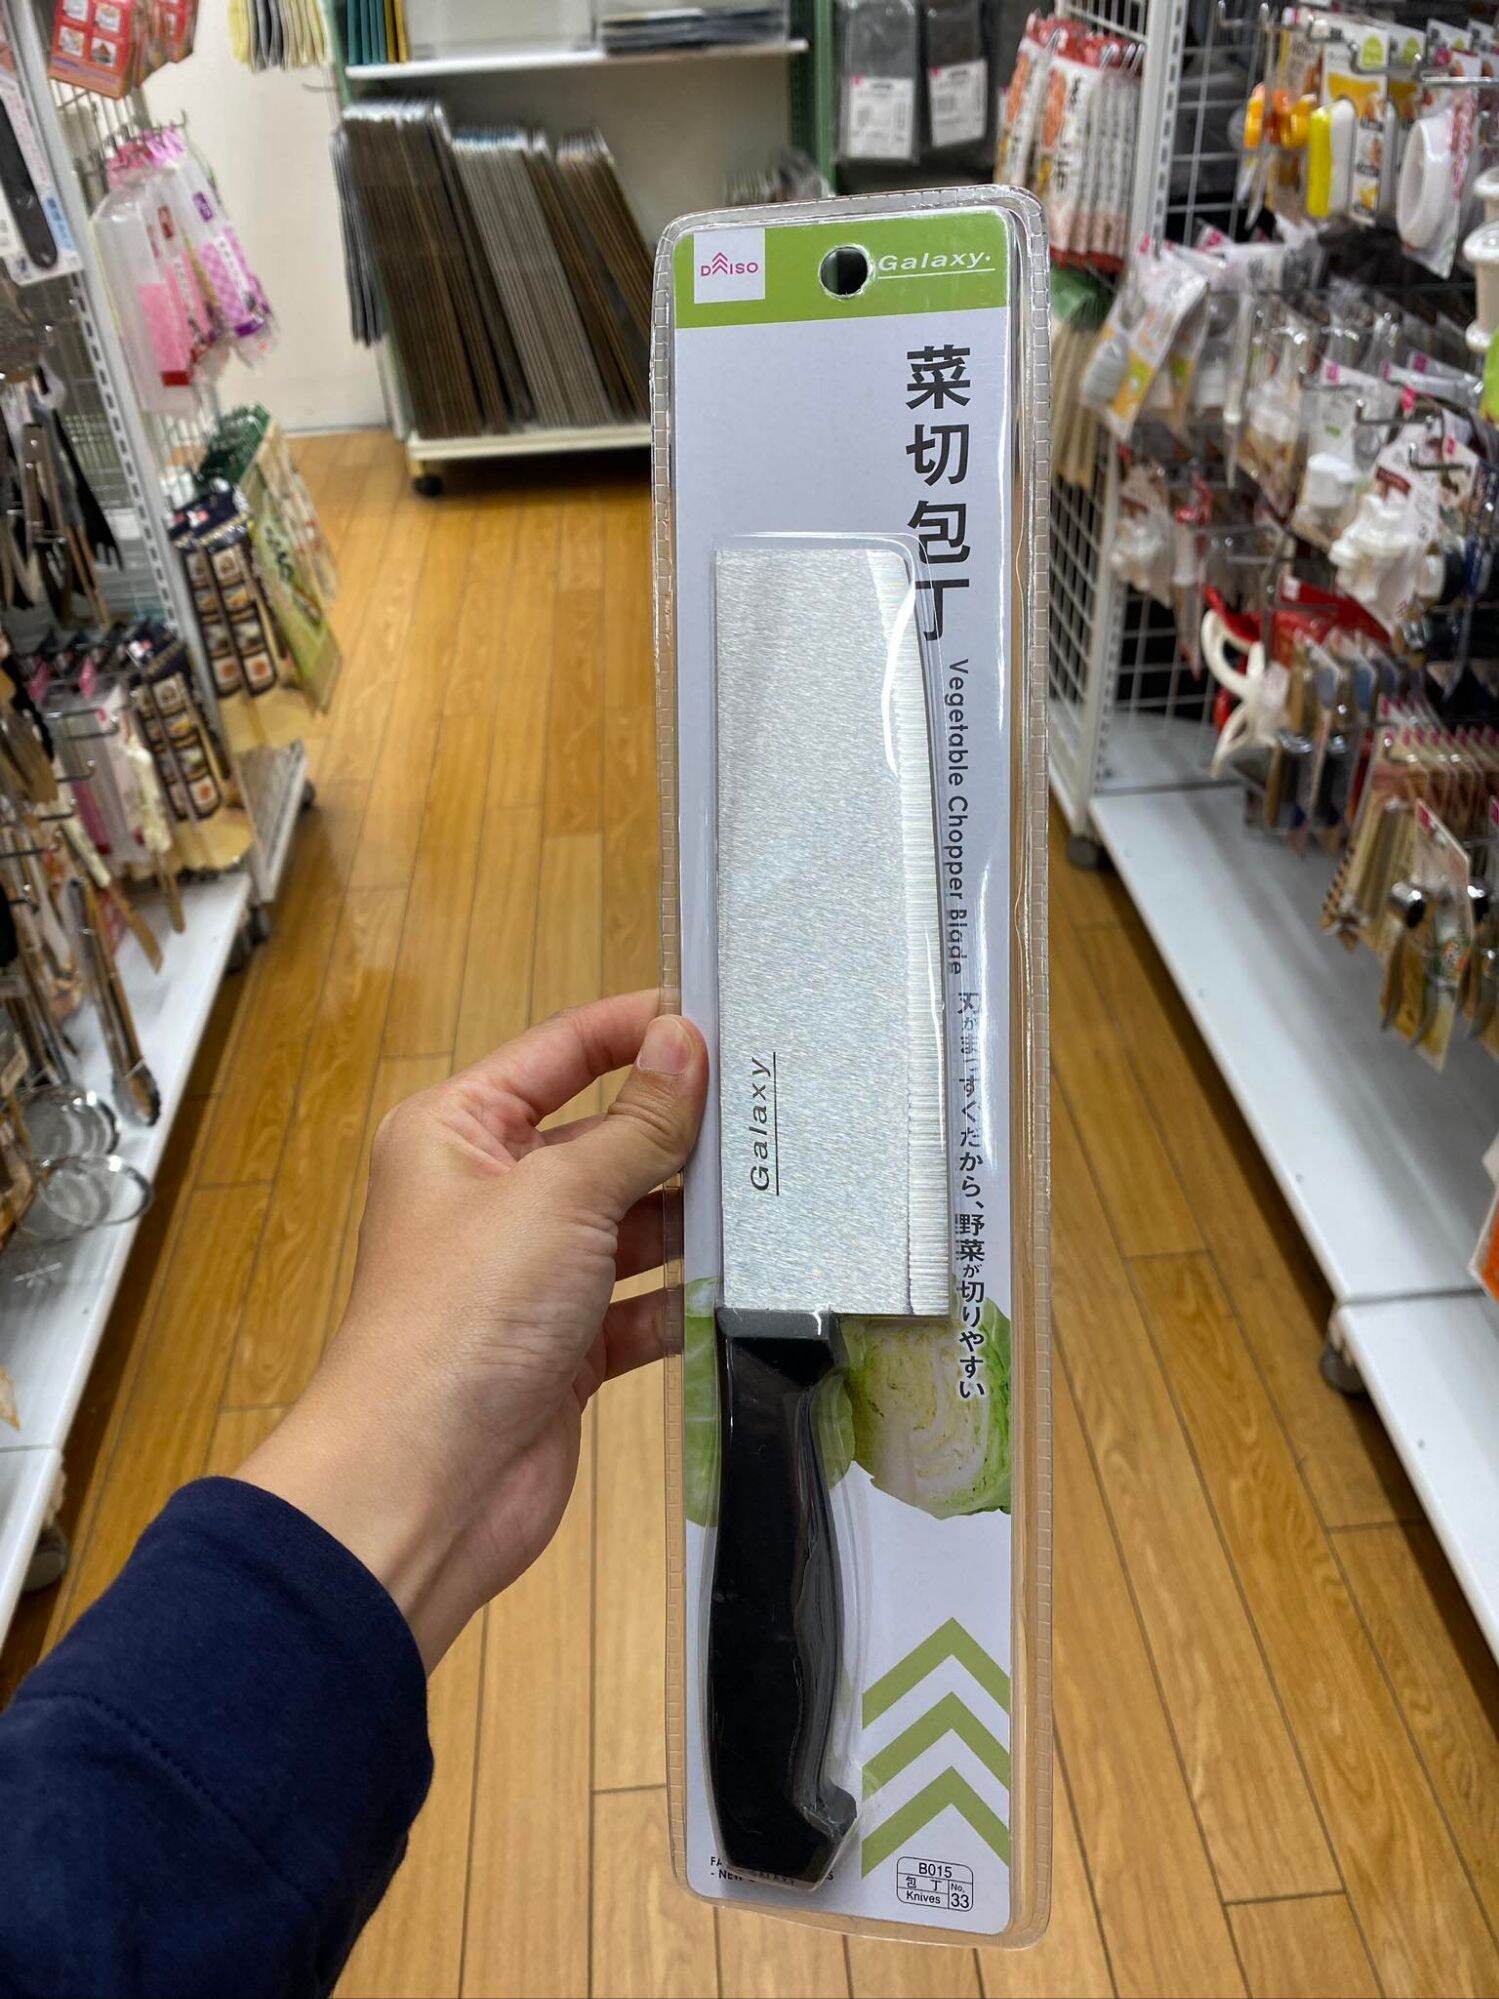 DAISO
Galaxy
菜切包丁
Vegetable Chopper Blade
刃がまっすぐだから、野菜が切りやすい
Galaxy
B015
包丁
Knives
No.
33